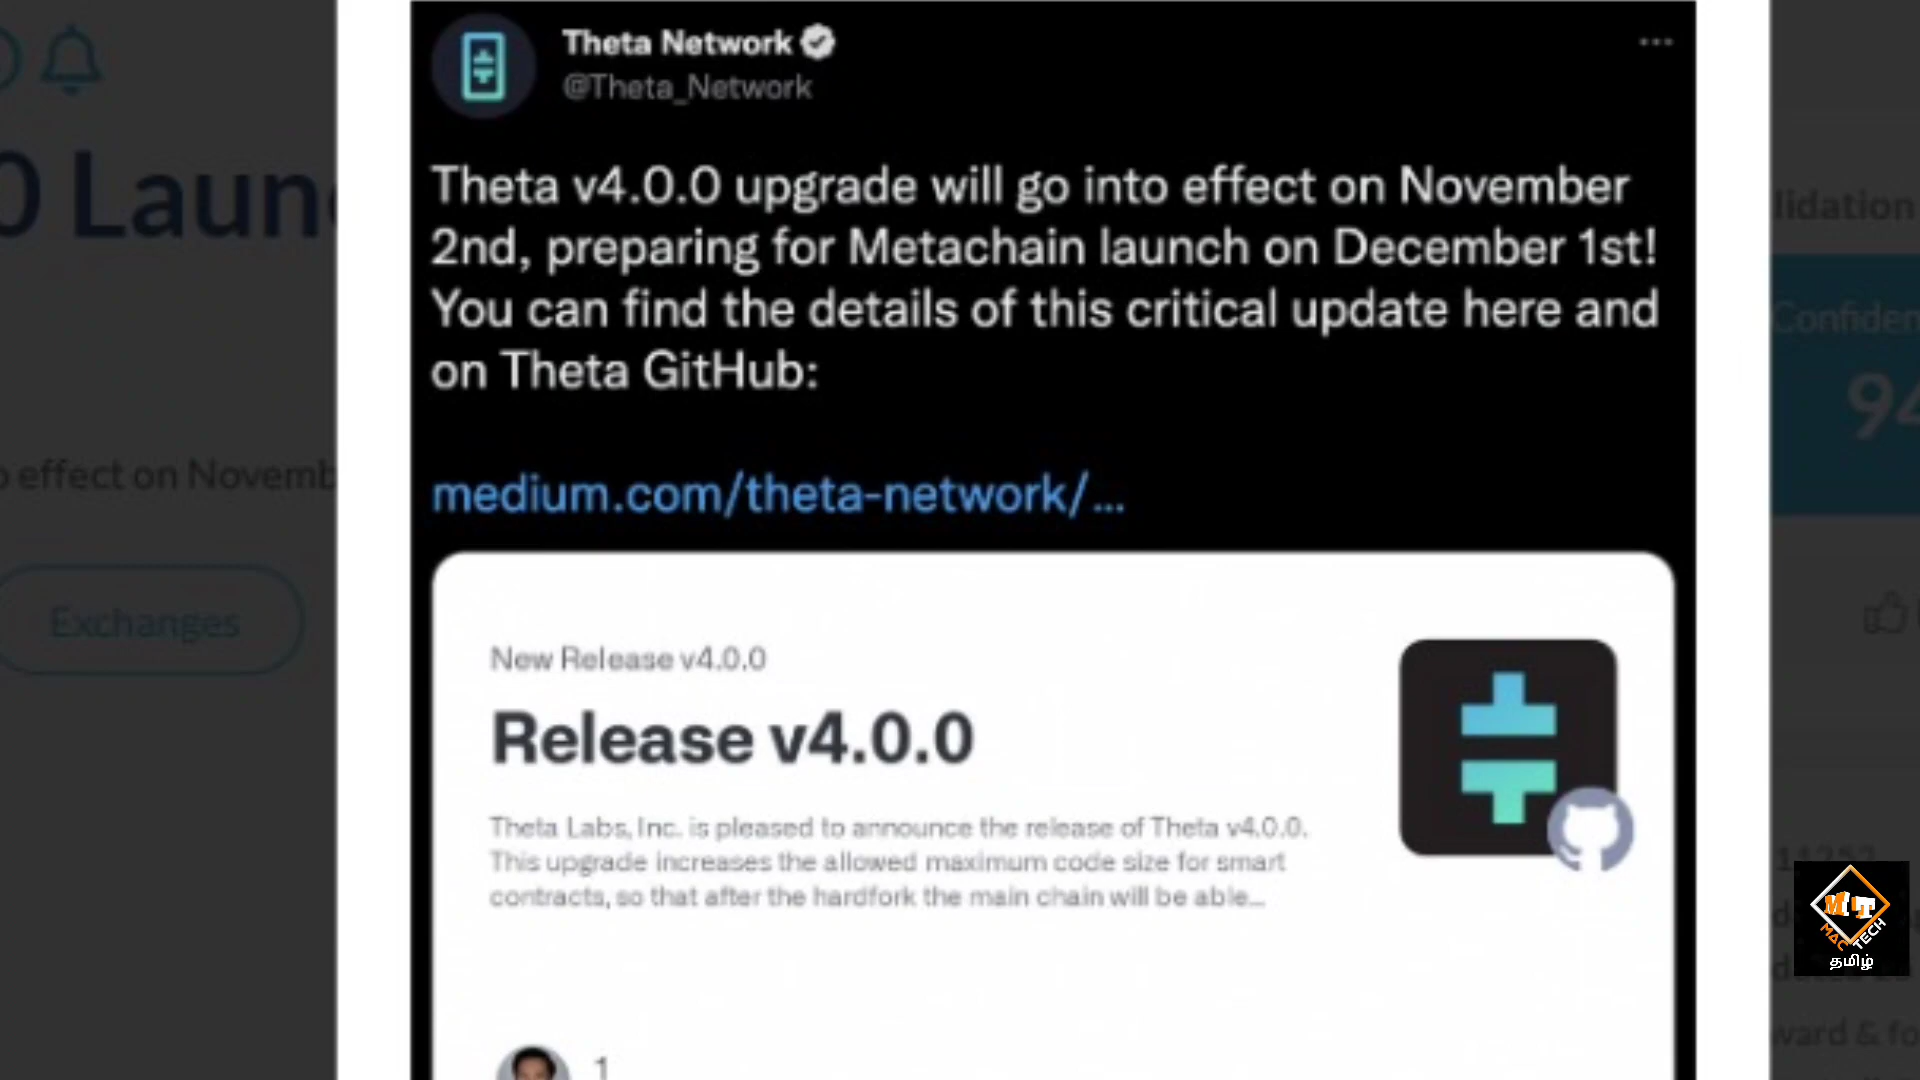 Theta Network
@Theta_Network
Theta v4.0.0 upgrade will go into effect on November
2nd, preparing for Metachain launch on December 1st!
You can find the details of this critical update here and
on Theta GitHub:
medium.com/theta-network/...
New Release v4.0.0
Release v4.0.0
Theta Labs, Inc. is pleased to announce the release of Theta v4.0.0.
This upgrade increases the allowed maximum code size for smart
contracts, so that after the hardfork the main chain will be able...
1
0 Laun
effect on Novemb
Exchanges
lidation
Confiden
94
ward & fo
MT
MAC TECH
தமிழ்